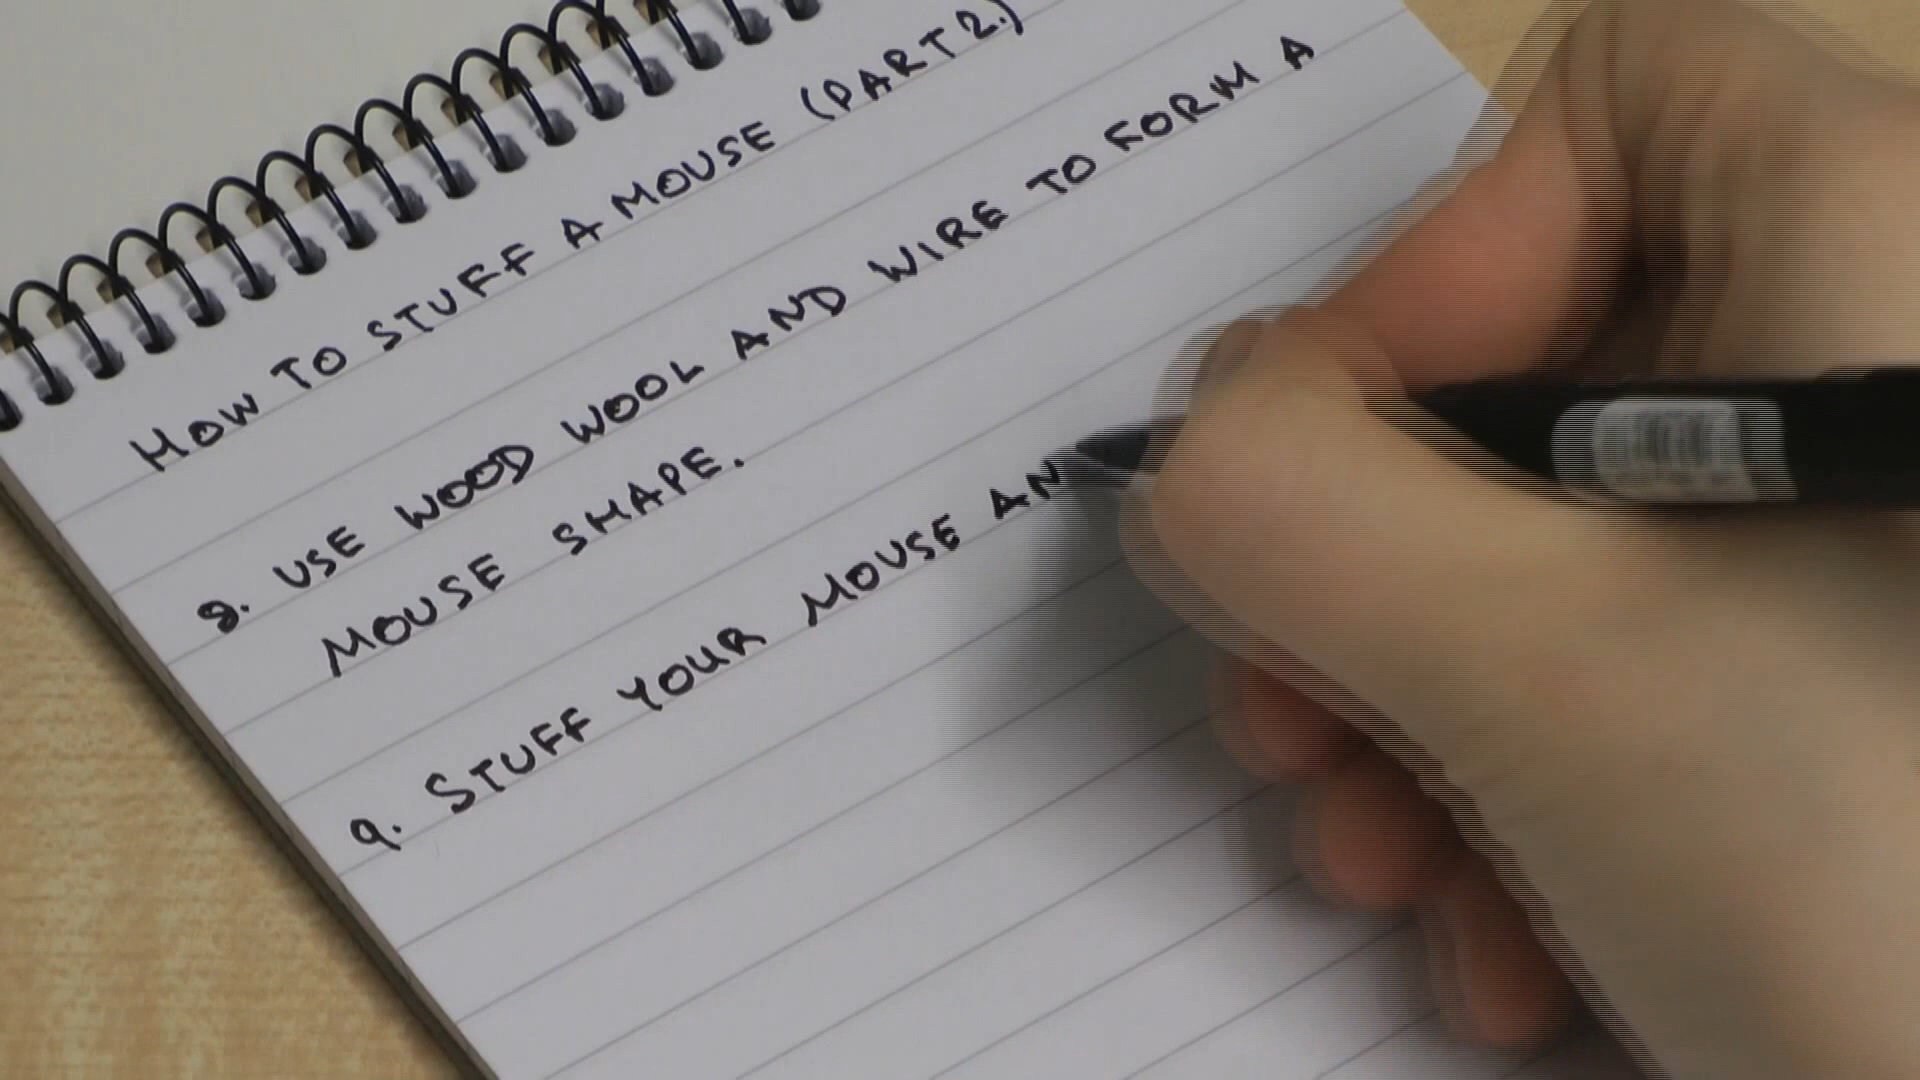 HOW TO STUFF A MOUSE (PART 2.)
8. USE WOOD WOOL AND WIRE TO FORM A
MOUSE SHAPE.
9. STUFF YOUR MOUSE AN